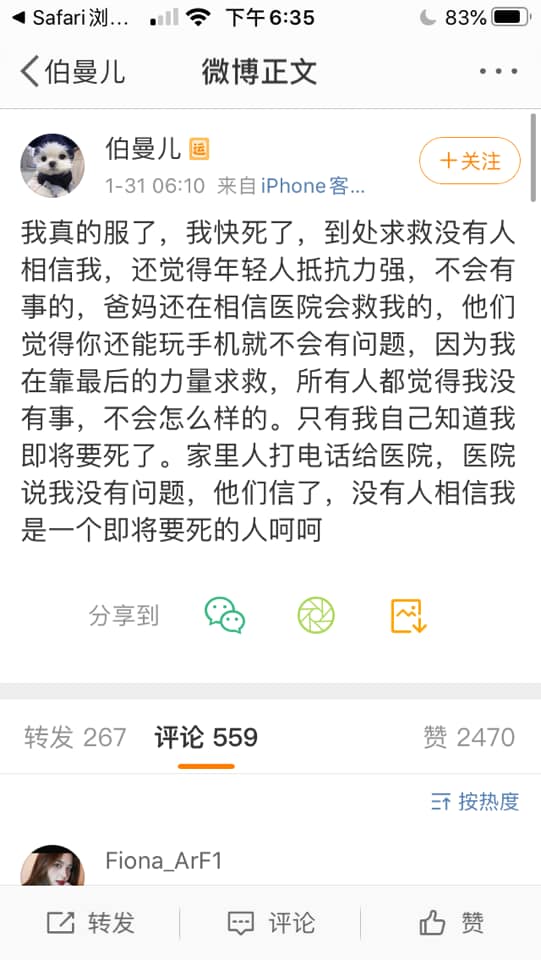 Safari浏... 下午6:35 83%
伯曼儿 微博正文
伯曼儿 运
+关注
1-31 06:10 来自 iPhone客...
我真的服了，我快死了，到处求救没有人
相信我，还觉得年轻人抵抗力强，不会有
事的，爸妈还在相信医院会救我的，他们
觉得你还能玩手机就不会有问题，因为我
在靠最后的力量求救，所有人都觉得我没
有事，不会怎么样的。只有我自己知道我
即将要死了。家里人打电话给医院，医院
说我没有问题，他们信了，没有人相信我
是一个即将要死的人呵呵
分享到
转发 267 评论 559 赞 2470
按热度
Fiona_ArF1
转发 评论 赞